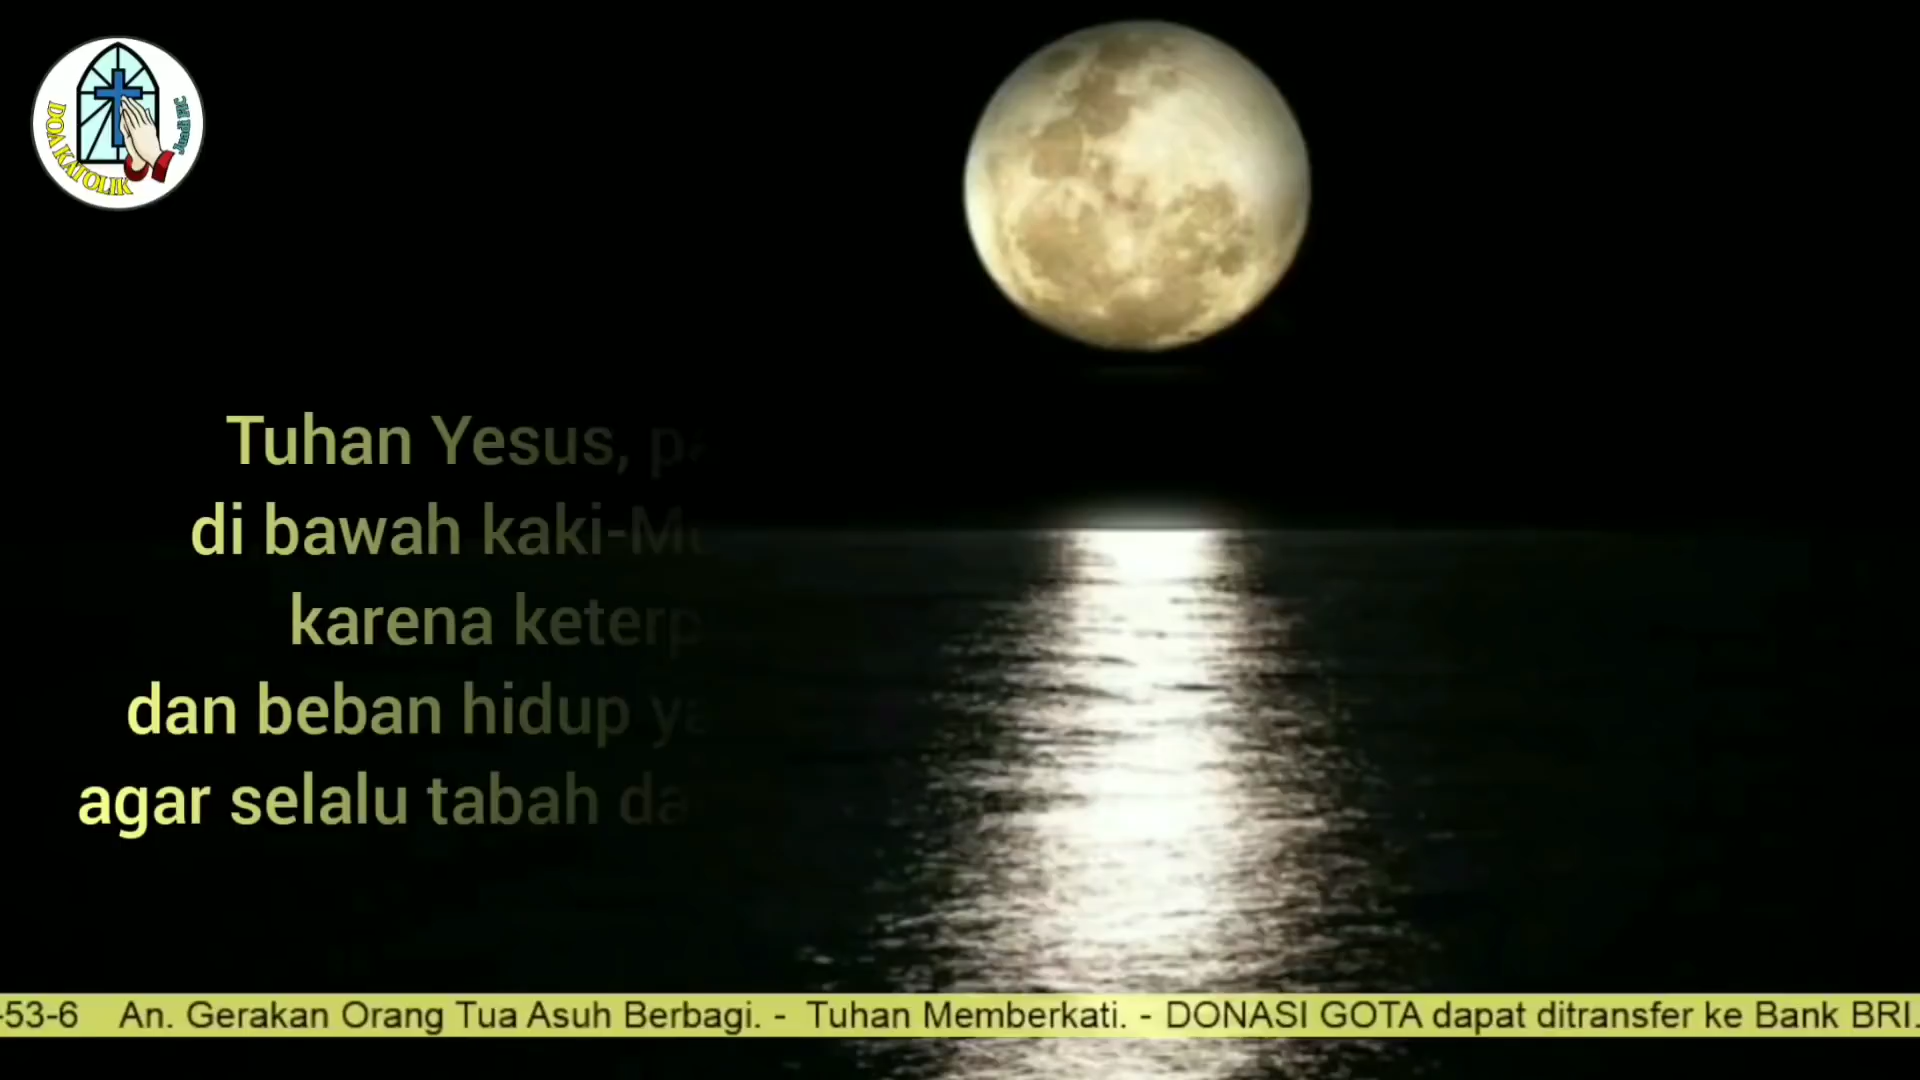 DOA KATOLIK
Tuhan Yesus,
di bawah kaki-Mu
karena
dan beban hidup
agar selalu tabah
-53-6 An. Gerakan Orang Tua Asuh Berbagi. - Tuhan Memberkati. - DONASI GOTA dapat ditransfer ke Bank BRI.